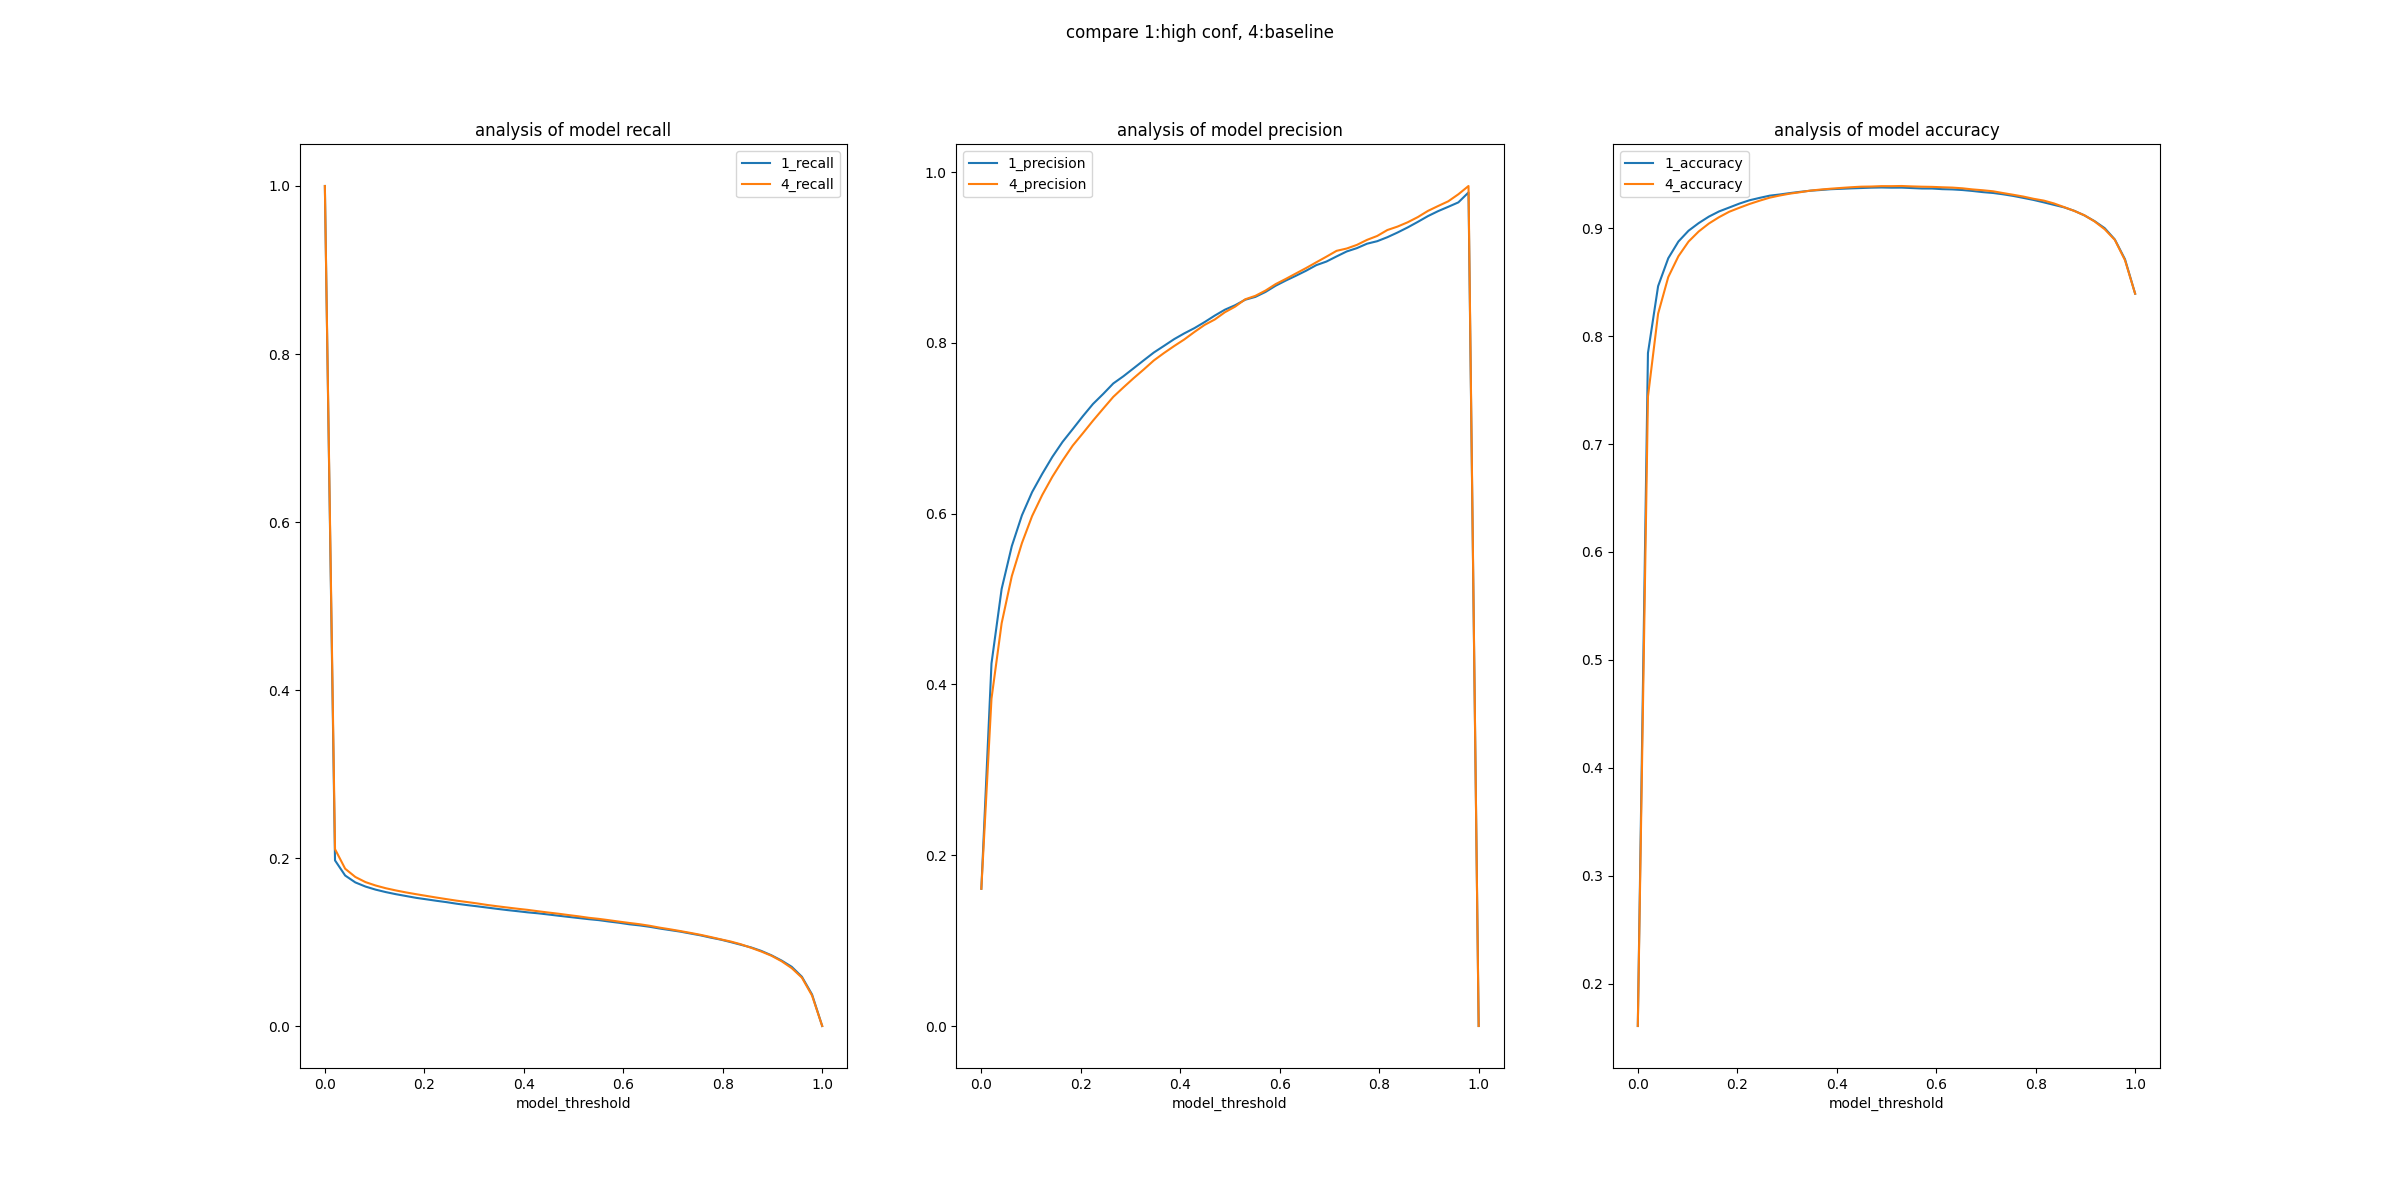 compare 1:high conf, 4:baseline
analysis of model recall
1_recall
4_recall
1.0
0.8
0.6
0.4
0.2
0.0
0.0 0.2 0.4 0.6 0.8 1.0
model_threshold
analysis of model precision
1_precision
4_precision
1.0
0.8
0.6
0.4
0.2
0.0
0.0 0.2 0.4 0.6 0.8 1.0
model_threshold
analysis of model accuracy
1_accuracy
4_accuracy
0.9
0.8
0.7
0.6
0.5
0.4
0.3
0.2
0.0 0.2 0.4 0.6 0.8 1.0
model_threshold